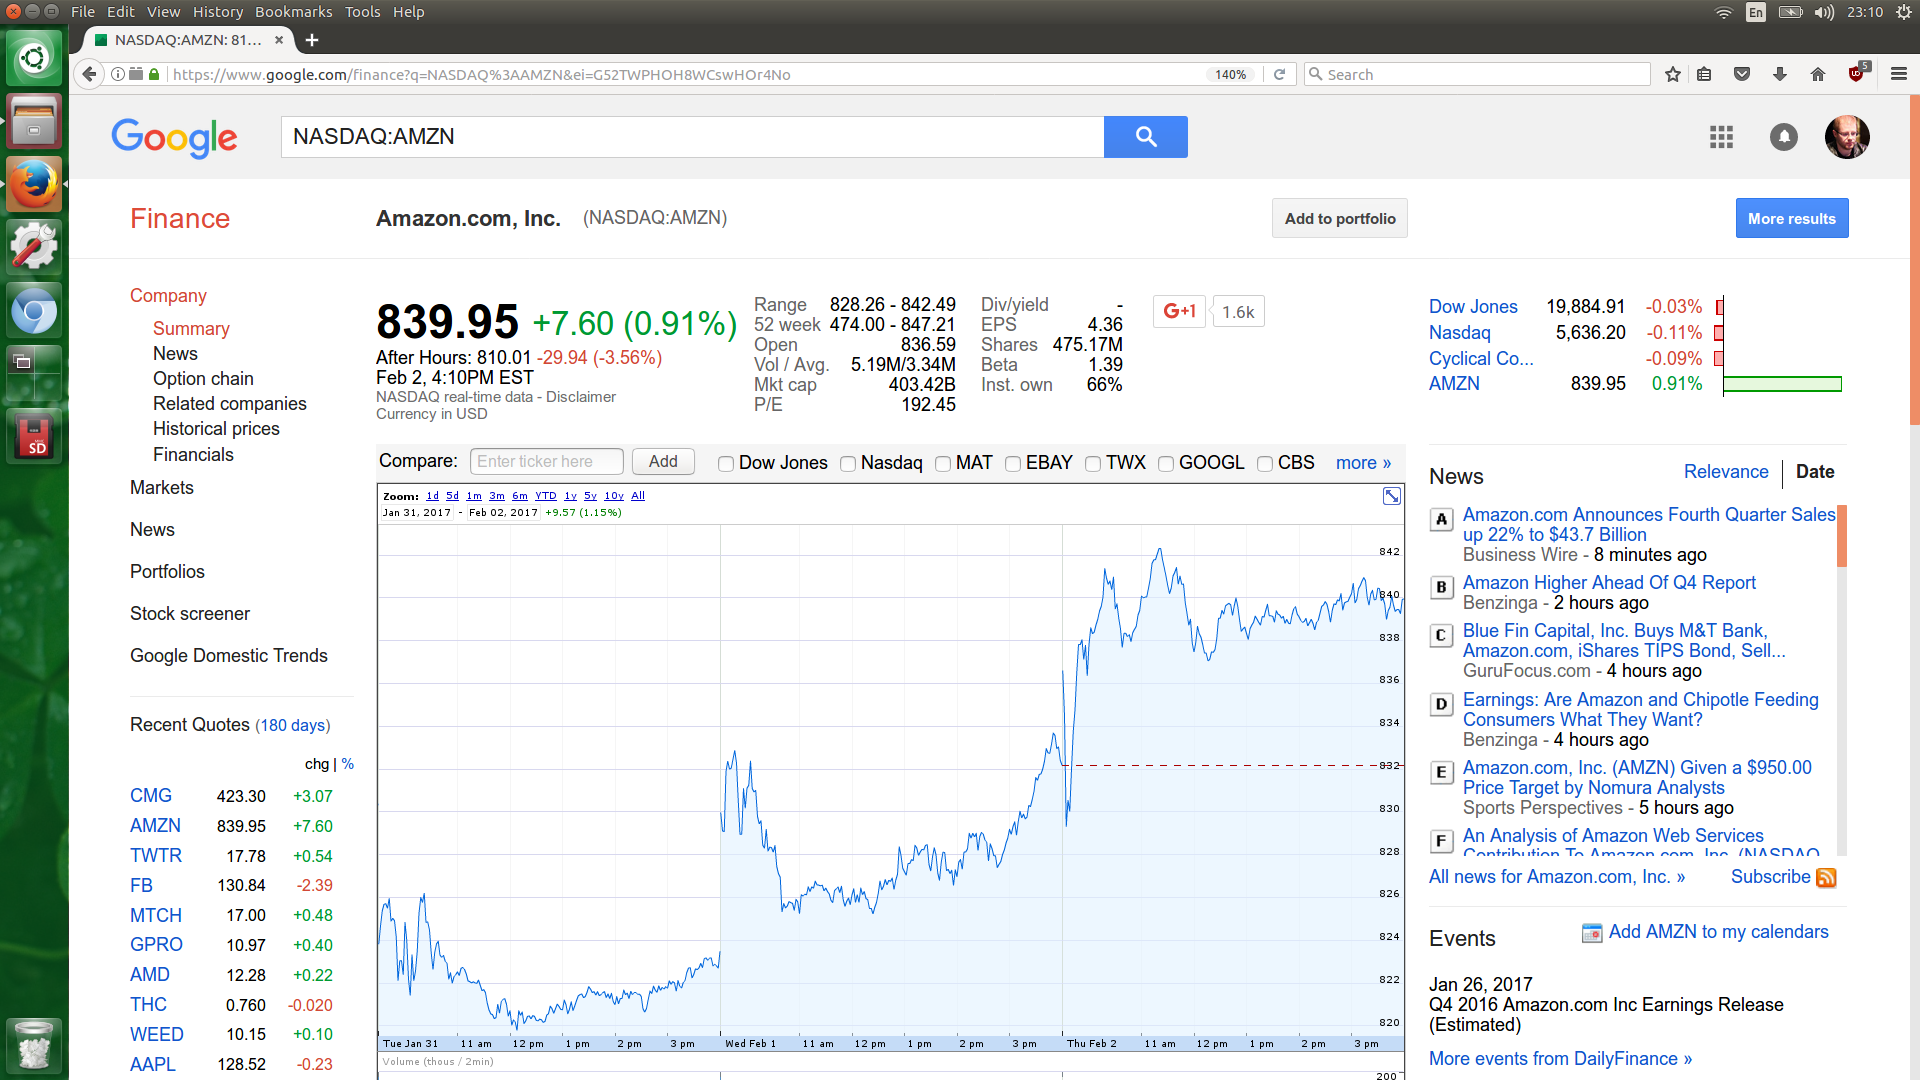 File Edit View History Bookmarks Tools Help
En
23:10
NASDAQ:AMZN: 81...
https://www.google.com/finance?q=NASDAQ%3AAMZN&ei=G52TWPHOH8WCswHOr4No
140%
Search
5
Google
NASDAQ:AMZN
Finance
Amazon.com, Inc. (NASDAQ:AMZN)
Add to portfolio
More results
Company
Summary
News
Option chain
Related companies
Historical prices
Financials
Markets
News
Portfolios
Stock screener
Google Domestic Trends
Recent Quotes (180 days)
chg | %
CMG 423.30 +3.07
AMZN 839.95 +7.60
TWTR 17.78 +0.54
FB 130.84 -2.39
MTCH 17.00 +0.48
GPRO 10.97 +0.40
AMD 12.28 +0.22
THC 0.760 -0.020
WEED 10.15 +0.10
AAPL 128.52 -0.23
SD
839.95 +7.60 (0.91%)
After Hours: 810.01 -29.94 (-3.56%)
Feb 2, 4:10PM EST
NASDAQ real-time data - Disclaimer
Currency in USD
Range 828.26 - 842.49
52 week 474.00 - 847.21
Open 836.59
Vol / Avg. 5.19M/3.34M
Mkt cap 403.42B
P/E 192.45
Div/yield -
EPS 4.36
Shares 475.17M
Beta 1.39
Inst. own 66%
G+1 1.6k
Compare: Enter ticker here Add Dow Jones Nasdaq MAT EBAY TWX GOOGL CBS more »
Zoom: 1d 5d 1m 3m 6m YTD 1y 5y 10y All
Jan 31, 2017 - Feb 02, 2017 +9.57 (1.15%)
842
840
838
836
834
832
830
828
826
824
822
820
Tue Jan 31 11 am 12 pm 1 pm 2 pm 3 pm Wed Feb 1 11 am 12 pm 1 pm 2 pm 3 pm Thu Feb 2 11 am 12 pm 1 pm 2 pm 3 pm
Volume (thous / 2min)
200
Dow Jones 19,884.91 -0.03%
Nasdaq 5,636.20 -0.11%
Cyclical Co... -0.09%
AMZN 839.95 0.91%
News Relevance Date
A Amazon.com Announces Fourth Quarter Sales
up 22% to $43.7 Billion
Business Wire - 8 minutes ago
B Amazon Higher Ahead Of Q4 Report
Benzinga - 2 hours ago
C Blue Fin Capital, Inc. Buys M&T Bank,
Amazon.com, iShares TIPS Bond, Sell...
GuruFocus.com - 4 hours ago
D Earnings: Are Amazon and Chipotle Feeding
Consumers What They Want?
Benzinga - 4 hours ago
E Amazon.com, Inc. (AMZN) Given a $950.00
Price Target by Nomura Analysts
Sports Perspectives - 5 hours ago
F An Analysis of Amazon Web Services
Contribution To Amazon.com, Inc. (NASDAQ
All news for Amazon.com, Inc. » Subscribe
Events Add AMZN to my calendars
Jan 26, 2017
Q4 2016 Amazon.com Inc Earnings Release
(Estimated)
More events from DailyFinance »